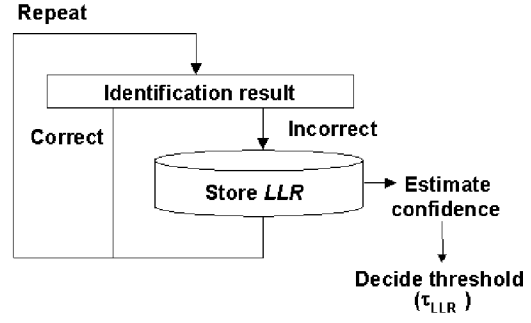 Repeat
Identification result
Correct
Incorrect
Store LLR
Estimate
confidence
Decide threshold
(τLLR )